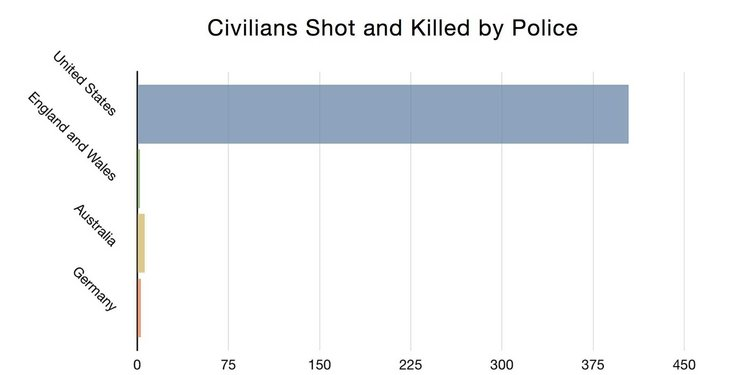 Civilians Shot and Killed by Police
United States
England and Wales
Australia
Germany
0 75 150 225 300 375 450